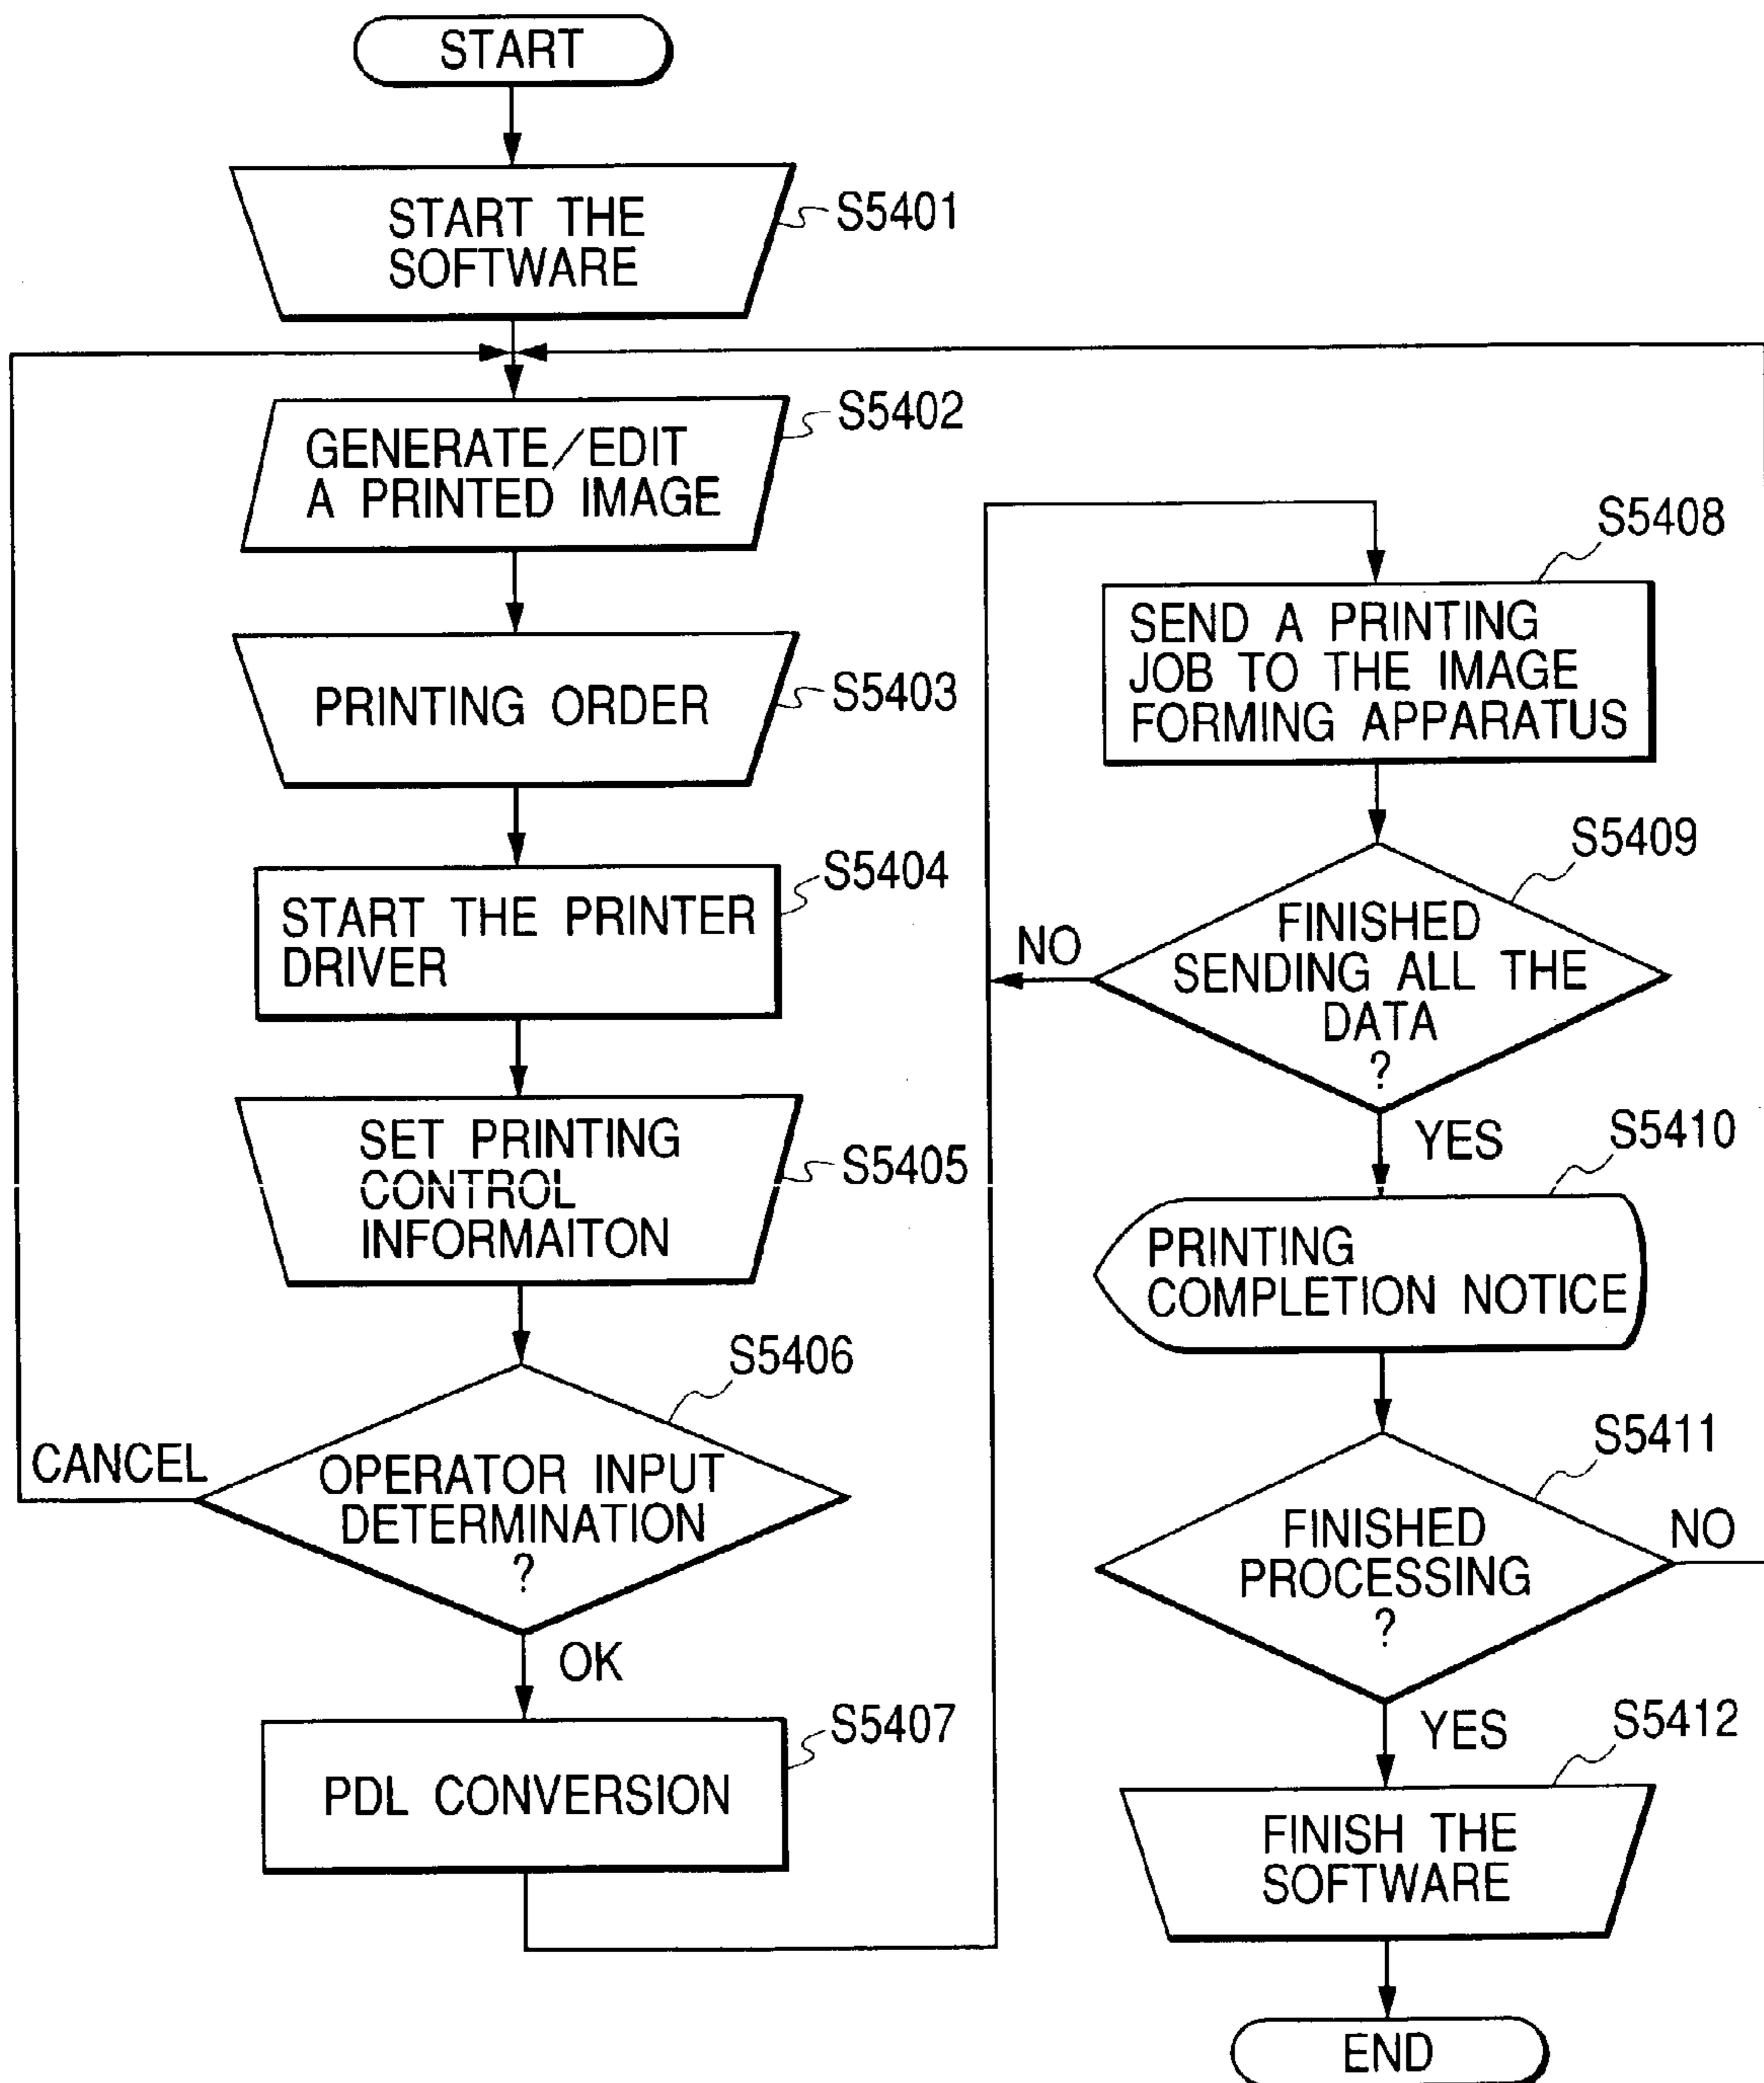 START
START THE
SOFTWARE
S5401
GENERATE/EDIT
A PRINTED IMAGE
S5402
PRINTING ORDER
S5403
START THE PRINTER
DRIVER
S5404
SET PRINTING
CONTROL
INFORMAITON
S5405
S5406
CANCEL
OPERATOR INPUT
DETERMINATION
?
OK
PDL CONVERSION
S5407
S5408
SEND A PRINTING
JOB TO THE IMAGE
FORMING APPARATUS
S5409
NO
FINISHED
SENDING ALL THE
DATA
?
YES
S5410
PRINTING
COMPLETION NOTICE
S5411
FINISHED
PROCESSING
?
NO
YES
S5412
FINISH THE
SOFTWARE
END